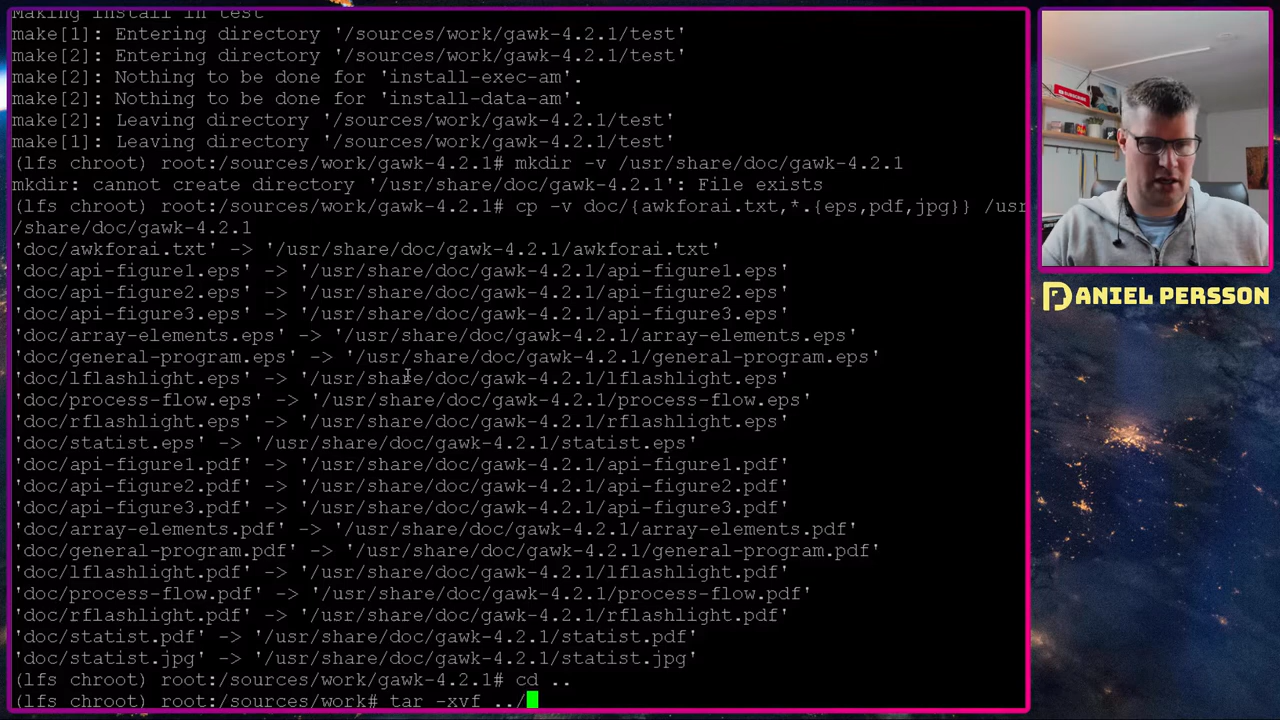 Making install in test
make[1]: Entering directory '/sources/work/gawk-4.2.1/test'
make[2]: Entering directory '/sources/work/gawk-4.2.1/test'
make[2]: Nothing to be done for 'install-exec-am'.
make[2]: Nothing to be done for 'install-data-am'.
make[2]: Leaving directory '/sources/work/gawk-4.2.1/test'
make[1]: Leaving directory '/sources/work/gawk-4.2.1/test'
(lfs chroot) root:/sources/work/gawk-4.2.1# mkdir -v /usr/share/doc/gawk-4.2.1
mkdir: cannot create directory '/usr/share/doc/gawk-4.2.1': File exists
(lfs chroot) root:/sources/work/gawk-4.2.1# cp -v doc/{awkforai.txt,*.{eps,pdf,jpg}} /usr
/share/doc/gawk-4.2.1
'doc/awkforai.txt' -> '/usr/share/doc/gawk-4.2.1/awkforai.txt'
'doc/api-figure1.eps' -> '/usr/share/doc/gawk-4.2.1/api-figure1.eps'
'doc/api-figure2.eps' -> '/usr/share/doc/gawk-4.2.1/api-figure2.eps'
'doc/api-figure3.eps' -> '/usr/share/doc/gawk-4.2.1/api-figure3.eps'
'doc/array-elements.eps' -> '/usr/share/doc/gawk-4.2.1/array-elements.eps'
'doc/general-program.eps' -> '/usr/share/doc/gawk-4.2.1/general-program.eps'
'doc/lflashlight.eps' -> '/usr/share/doc/gawk-4.2.1/lflashlight.eps'
'doc/process-flow.eps' -> '/usr/share/doc/gawk-4.2.1/process-flow.eps'
'doc/rflashlight.eps' -> '/usr/share/doc/gawk-4.2.1/rflashlight.eps'
'doc/statist.eps' -> '/usr/share/doc/gawk-4.2.1/statist.eps'
'doc/api-figure1.pdf' -> '/usr/share/doc/gawk-4.2.1/api-figure1.pdf'
'doc/api-figure2.pdf' -> '/usr/share/doc/gawk-4.2.1/api-figure2.pdf'
'doc/api-figure3.pdf' -> '/usr/share/doc/gawk-4.2.1/api-figure3.pdf'
'doc/array-elements.pdf' -> '/usr/share/doc/gawk-4.2.1/array-elements.pdf'
'doc/general-program.pdf' -> '/usr/share/doc/gawk-4.2.1/general-program.pdf'
'doc/lflashlight.pdf' -> '/usr/share/doc/gawk-4.2.1/lflashlight.pdf'
'doc/process-flow.pdf' -> '/usr/share/doc/gawk-4.2.1/process-flow.pdf'
'doc/rflashlight.pdf' -> '/usr/share/doc/gawk-4.2.1/rflashlight.pdf'
'doc/statist.pdf' -> '/usr/share/doc/gawk-4.2.1/statist.pdf'
'doc/statist.jpg' -> '/usr/share/doc/gawk-4.2.1/statist.jpg'
(lfs chroot) root:/sources/work/gawk-4.2.1# cd ..
(lfs chroot) root:/sources/work# tar -xvf ../
DANIEL PERSSON